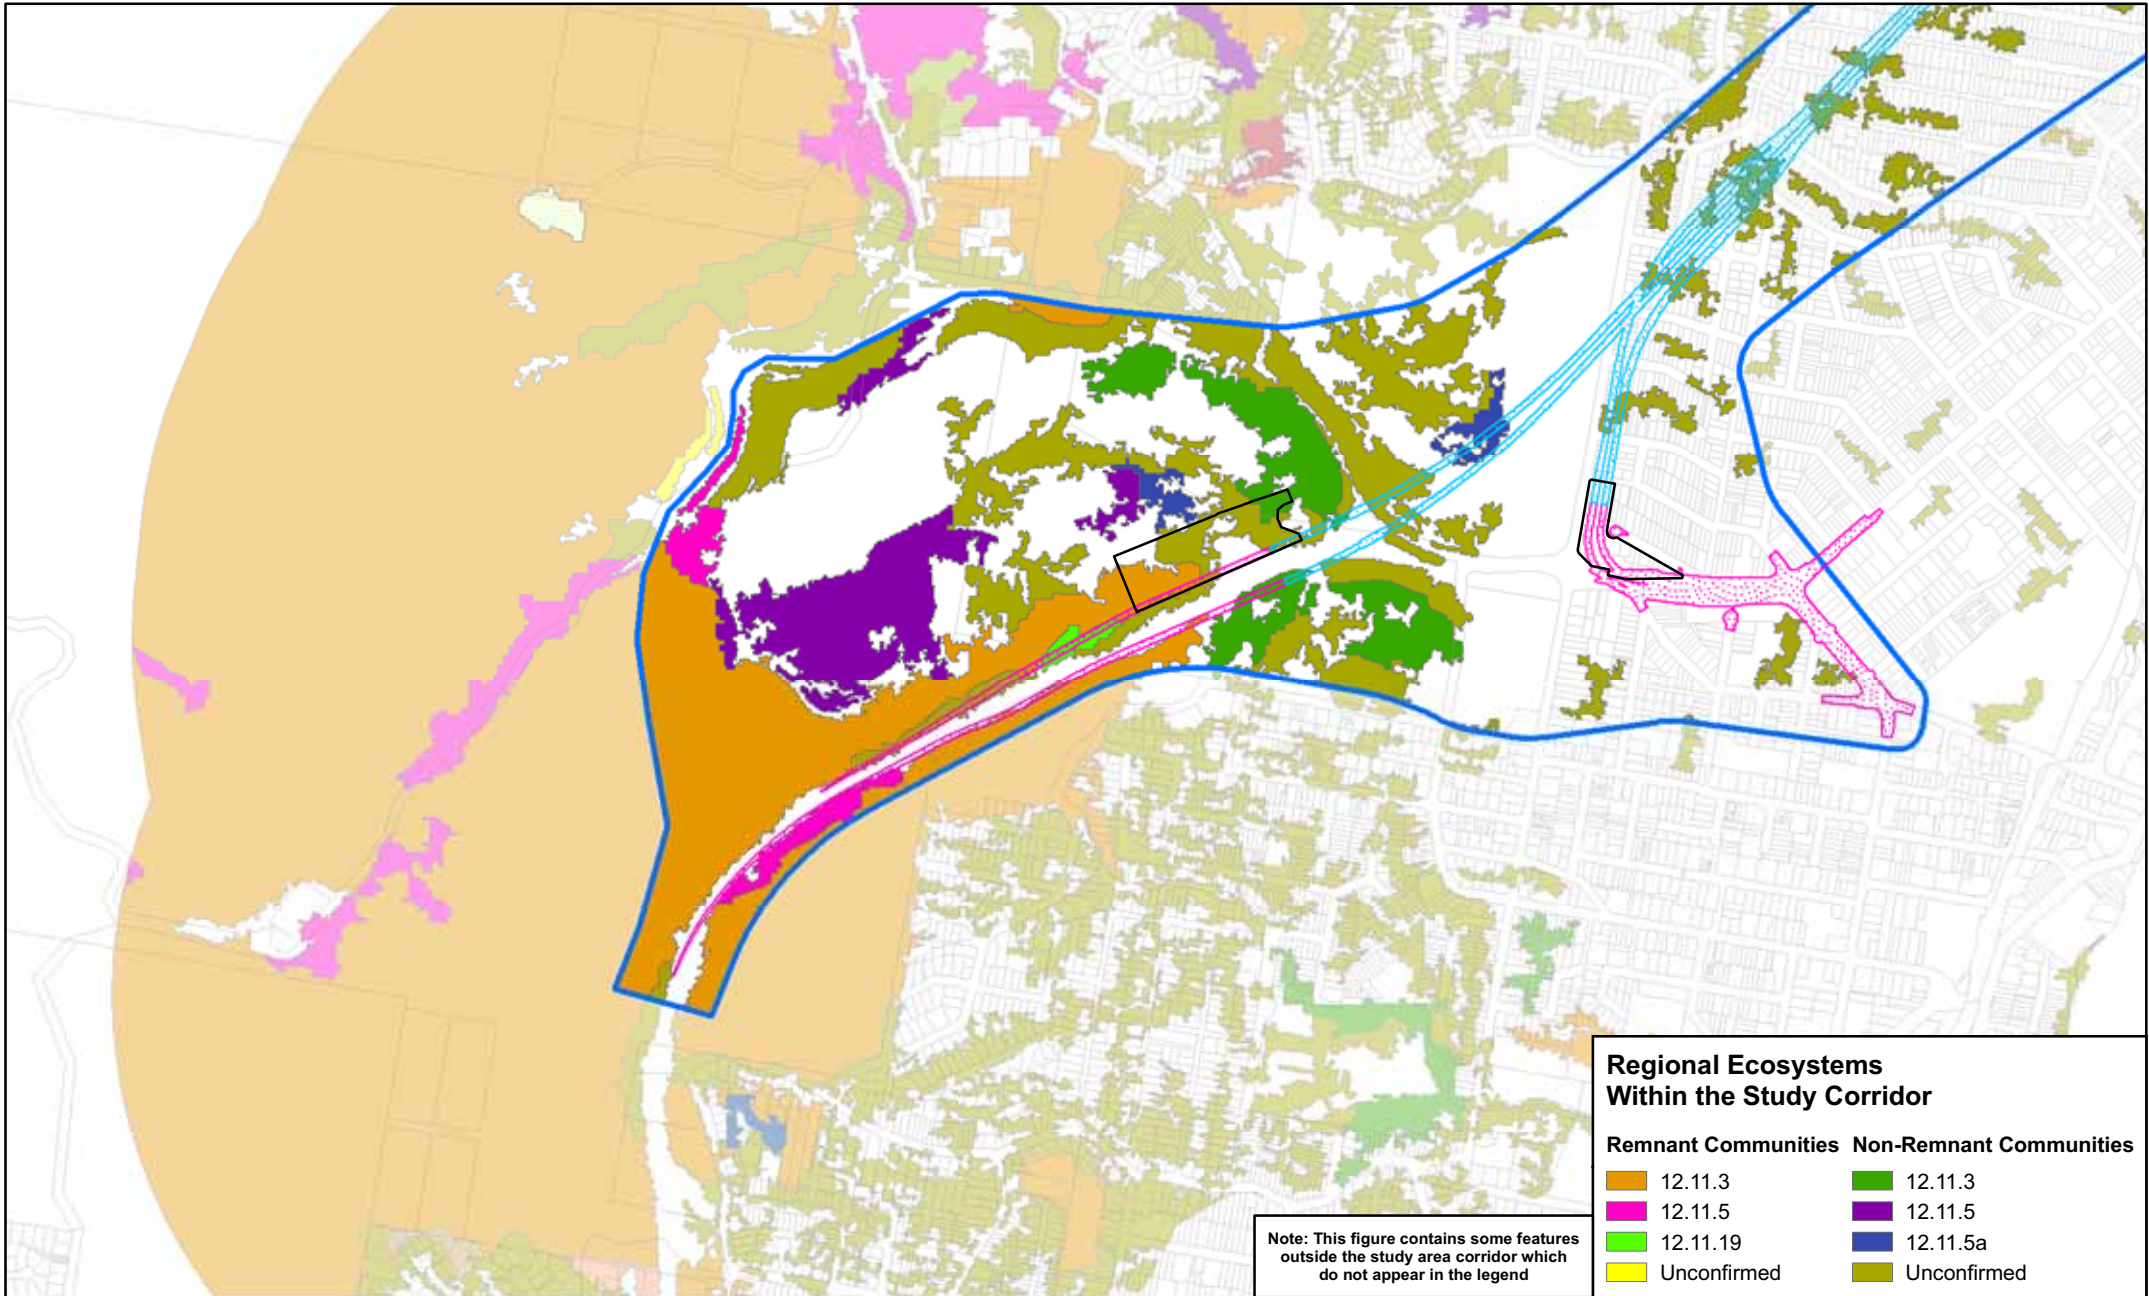 Regional Ecosystems
Within the Study Corridor
Remnant Communities
12.11.3
12.11.5
12.11.19
Unconfirmed
Non-Remnant Communities
12.11.3
12.11.5
12.11.5a
Unconfirmed
Note: This figure contains some features
outside the study area corridor which
do not appear in the legend